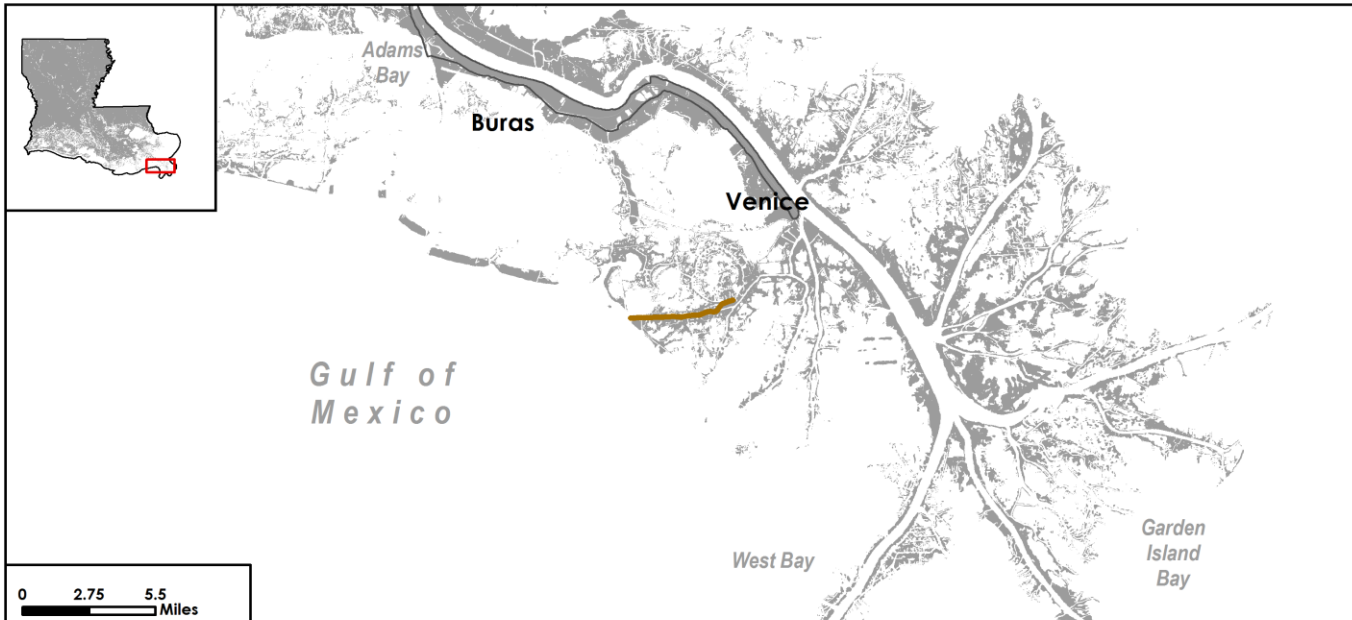 Adams
Bay
Buras
Venice
Gulf of
Mexico
West Bay
Garden
Island
Bay
0 2.75 5.5
Miles